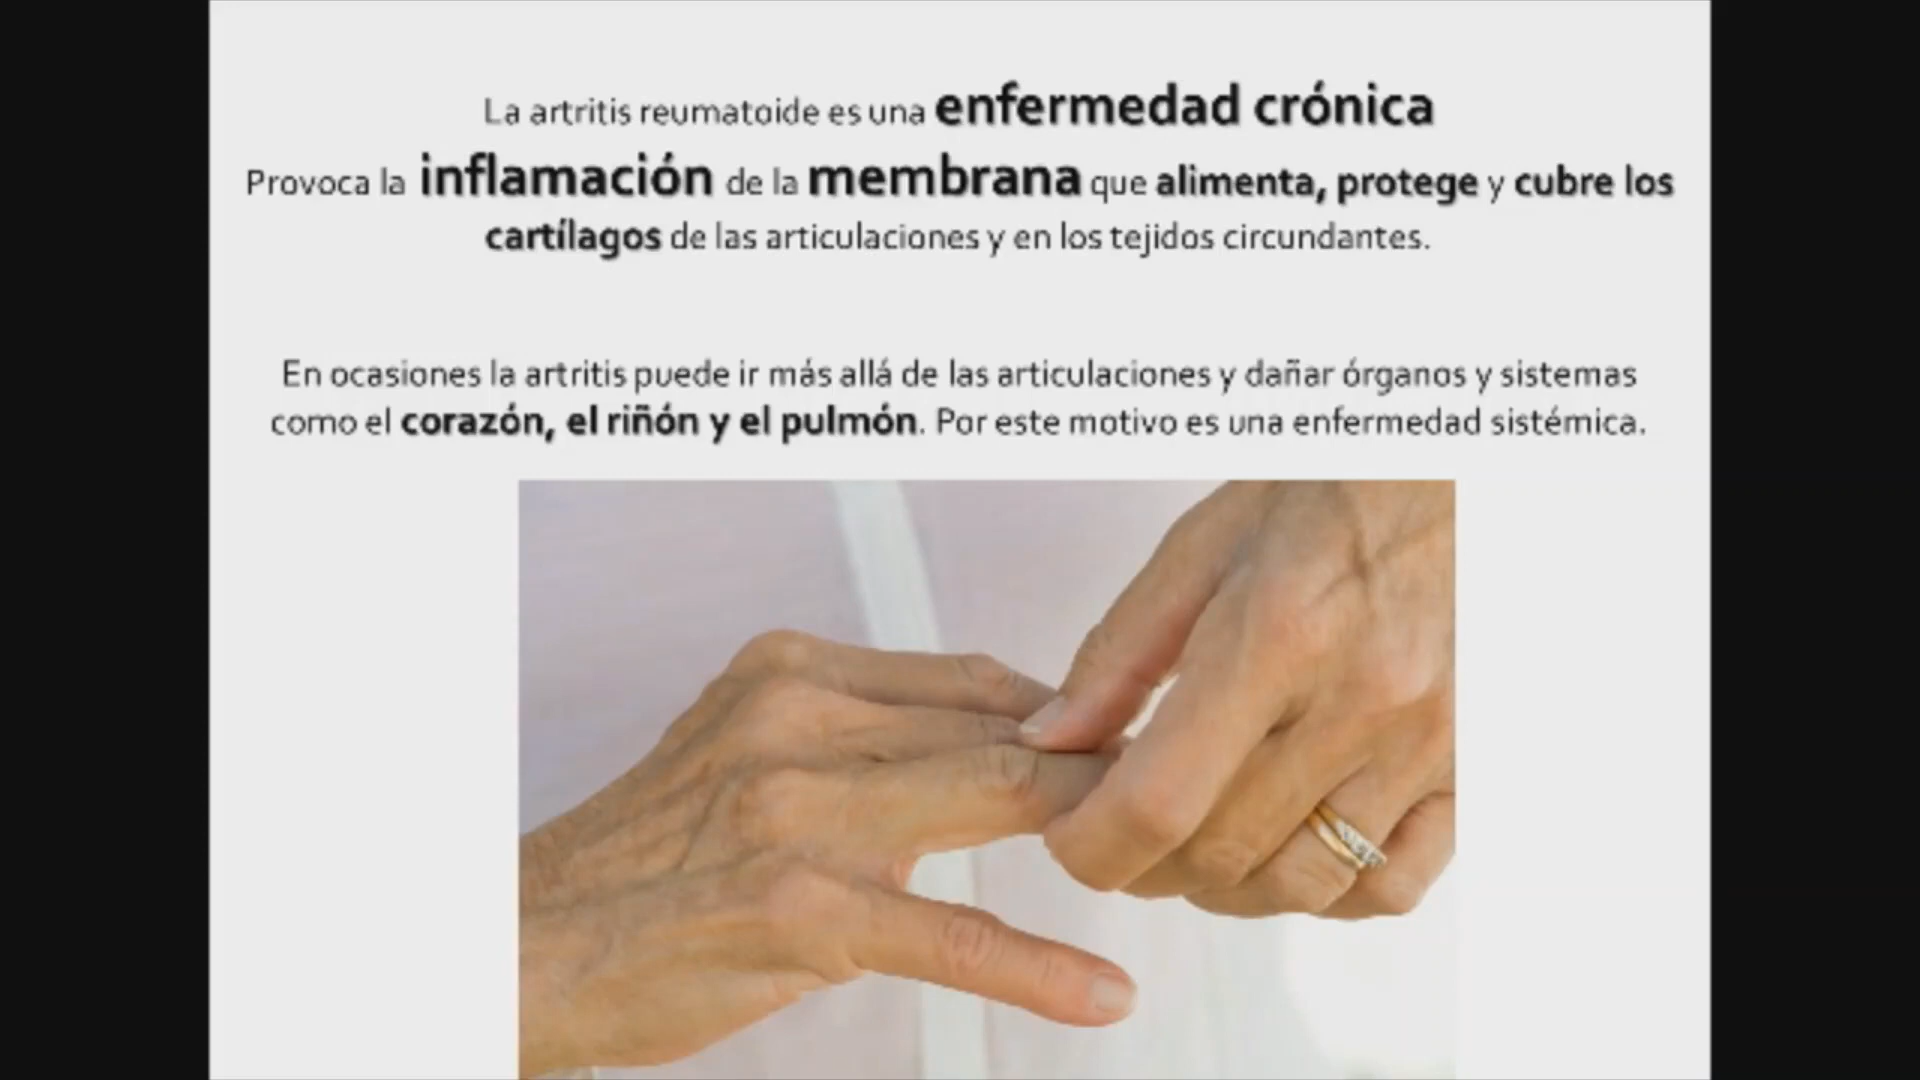 La artritis reumatoide es una enfermedad crónica
Provoca la inflamación de la membrana que alimenta, protege y cubre los
cartílagos de las articulaciones y en los tejidos circundantes.
En ocasiones la artritis puede ir más allá de las articulaciones y dañar órganos y sistemas
como el corazón, el riñón y el pulmón. Por este motivo es una enfermedad sistémica.